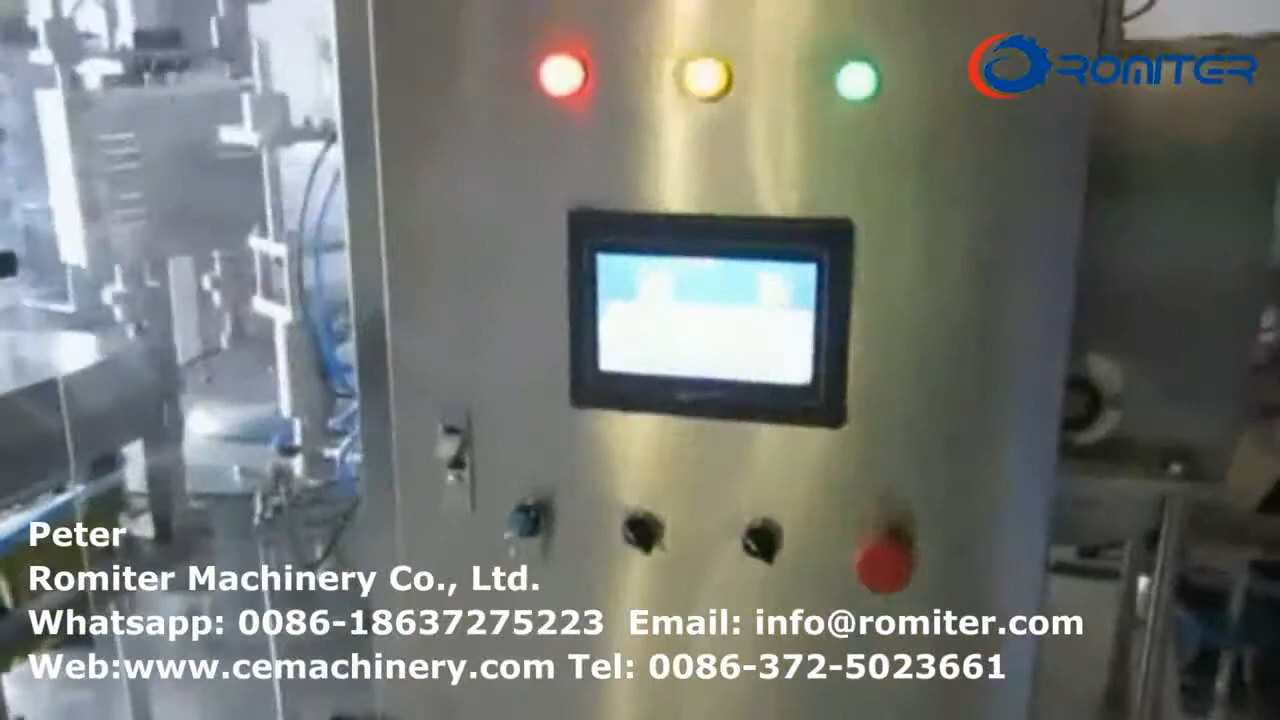 ROMITER
Peter
Romiter Machinery Co., Ltd.
Whatsapp: 0086-18637275223 Email: info@romiter.com
Web:www.cemachinery.com Tel: 0086-372-5023661